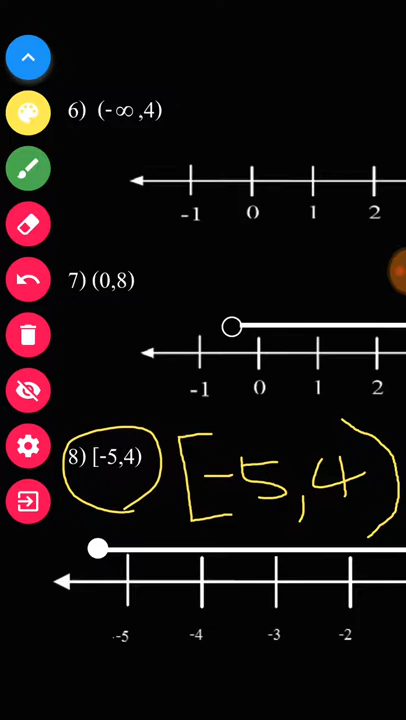 6) (-∞,4)
-1 0 1 2
7) (0,8)
-1 0 1 2
8) [-5,4) [-5,4)
-5 -4 -3 -2